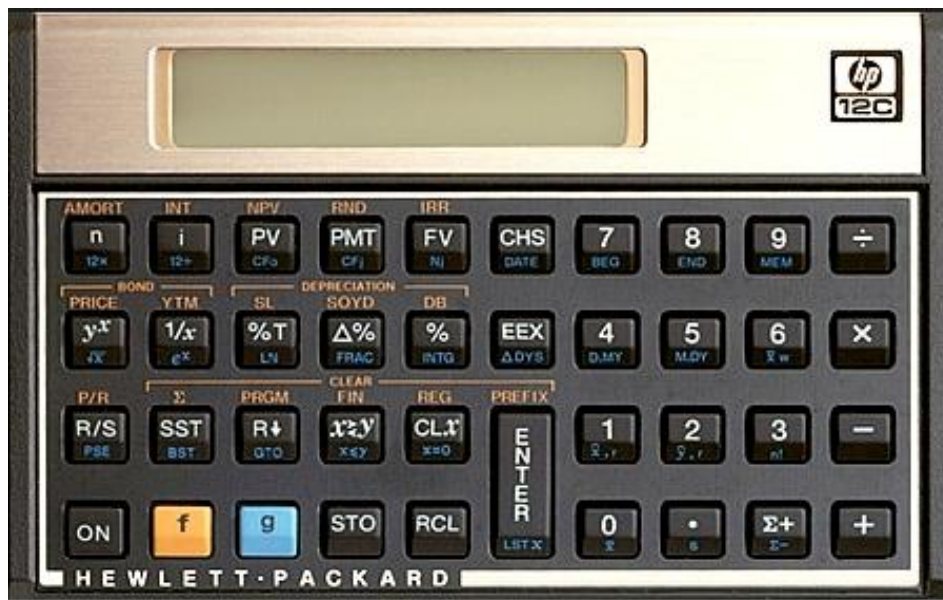 hp
12C
AMORT INT NPV RND IRR
n i PV PMT FV CHS 7 8 9 ÷
12× 12÷ CFo CFj Nj DATE BEG END MEM
BOND DEPRECIATION
PRICE YTM SL SOYD DB
yˣ 1/x %T Δ% % EEX 4 5 6 ×
√x eˣ LN FRAC INTG ΔDYS D.MY M.DY x̄w
CLEAR
P/R Σ PRGM FIN REG PREFIX
R/S SST R↓ x≷y CLx ENTER 1 2 3 −
PSE BST GTO x≤y x=0 x̂,r ŷ,r n!
ON f g STO RCL 0 • Σ+ +
LSTX x̄ s Σ−
HEWLETT·PACKARD